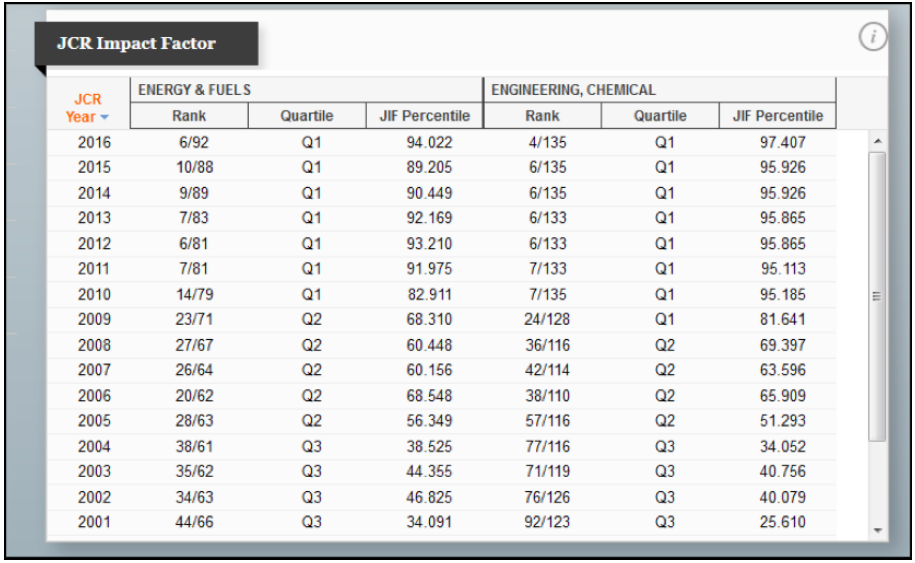 JCR Impact Factor
i
JCR Year ENERGY & FUELS ENGINEERING, CHEMICAL
Rank Quartile JIF Percentile Rank Quartile JIF Percentile
2016 6/92 Q1 94.022 4/135 Q1 97.407
2015 10/88 Q1 89.205 6/135 Q1 95.926
2014 9/89 Q1 90.449 6/135 Q1 95.926
2013 7/83 Q1 92.169 6/133 Q1 95.865
2012 6/81 Q1 93.210 6/133 Q1 95.865
2011 7/81 Q1 91.975 7/133 Q1 95.113
2010 14/79 Q1 82.911 7/135 Q1 95.185
2009 23/71 Q2 68.310 24/128 Q1 81.641
2008 27/67 Q2 60.448 36/116 Q2 69.397
2007 26/64 Q2 60.156 42/114 Q2 63.596
2006 20/62 Q2 68.548 38/110 Q2 65.909
2005 28/63 Q2 56.349 57/116 Q2 51.293
2004 38/61 Q3 38.525 77/116 Q3 34.052
2003 35/62 Q3 44.355 71/119 Q3 40.756
2002 34/63 Q3 46.825 76/126 Q3 40.079
2001 44/66 Q3 34.091 92/123 Q3 25.610